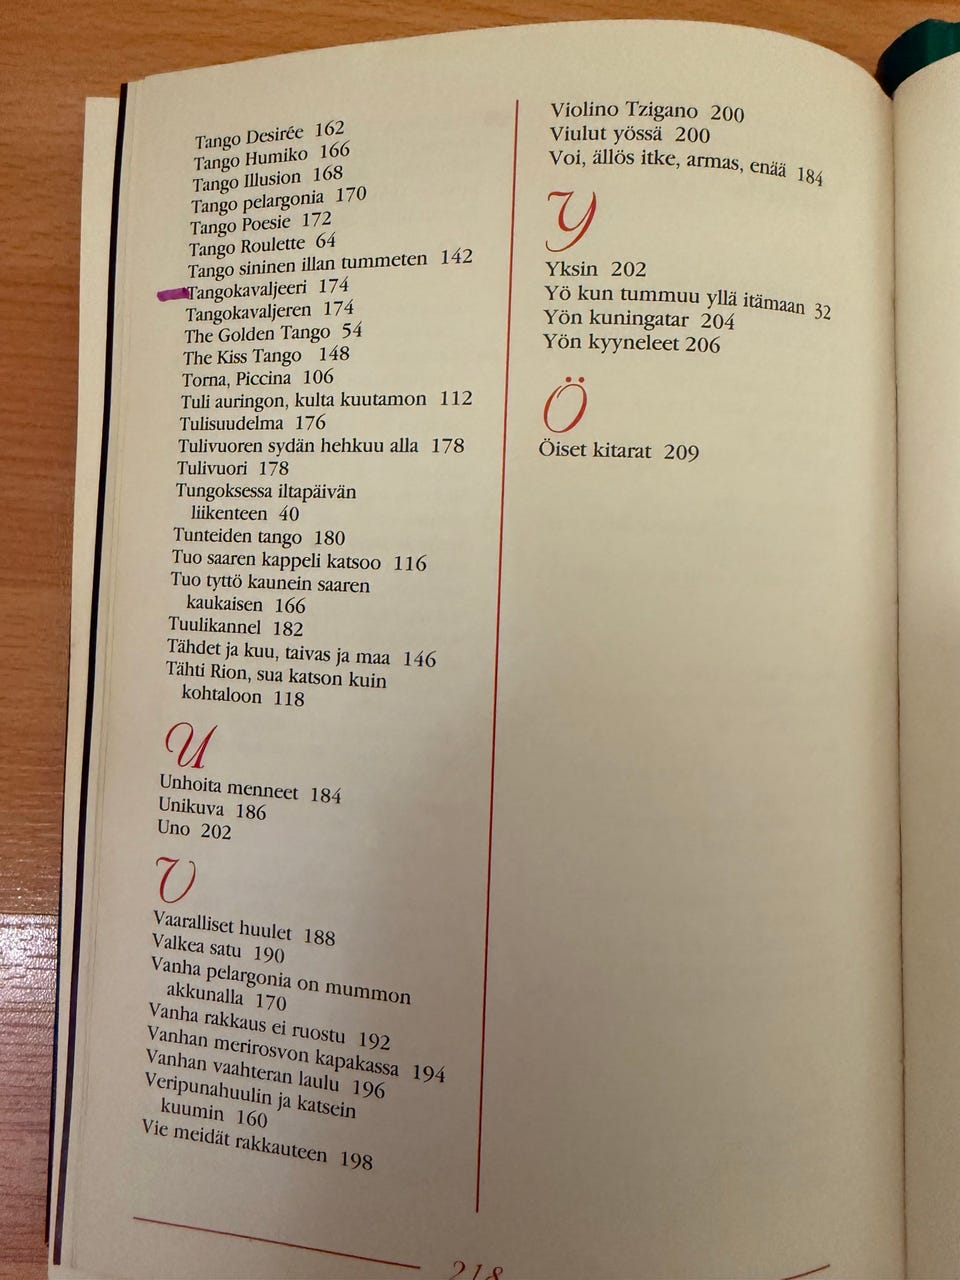 Tango Desirée 162
Tango Humiko 166
Tango Illusion 168
Tango pelargonia 170
Tango Poesie 172
Tango Roulette 64
Tango sininen illan tummeten 142
Tangokavaljeeri 174
Tangokavaljeren 174
The Golden Tango 54
The Kiss Tango 148
Torna, Piccina 106
Tuli auringon, kulta kuutamon 112
Tulisuudelma 176
Tulivuoren sydän hehkuu alla 178
Tulivuori 178
Tungoksessa iltapäivän
liikenteen 40
Tunteiden tango 180
Tuo saaren kappeli katsoo 116
Tuo tyttö kaunein saaren
kaukaisen 166
Tuulikannel 182
Tähdet ja kuu, taivas ja maa 146
Tähti Rion, sua katson kuin
kohtaloon 118
U
Unhoita menneet 184
Unikuva 186
Uno 202
V
Vaaralliset huulet 188
Valkea satu 190
Vanha pelargonia on mummon
akkunalla 170
Vanha rakkaus ei ruostu 192
Vanhan merirosvon kapakassa 194
Vanhan vaahteran laulu 196
Veripunahuulin ja katsein
kuumin 160
Vie meidät rakkauteen 198
Violino Tzigano 200
Viulut yössä 200
Voi, ällös itke, armas, enää 184
Y
Yksin 202
Yö kun tummuu yllä itämaan 32
Yön kuningatar 204
Yön kyyneleet 206
Ö
Öiset kitarat 209
218